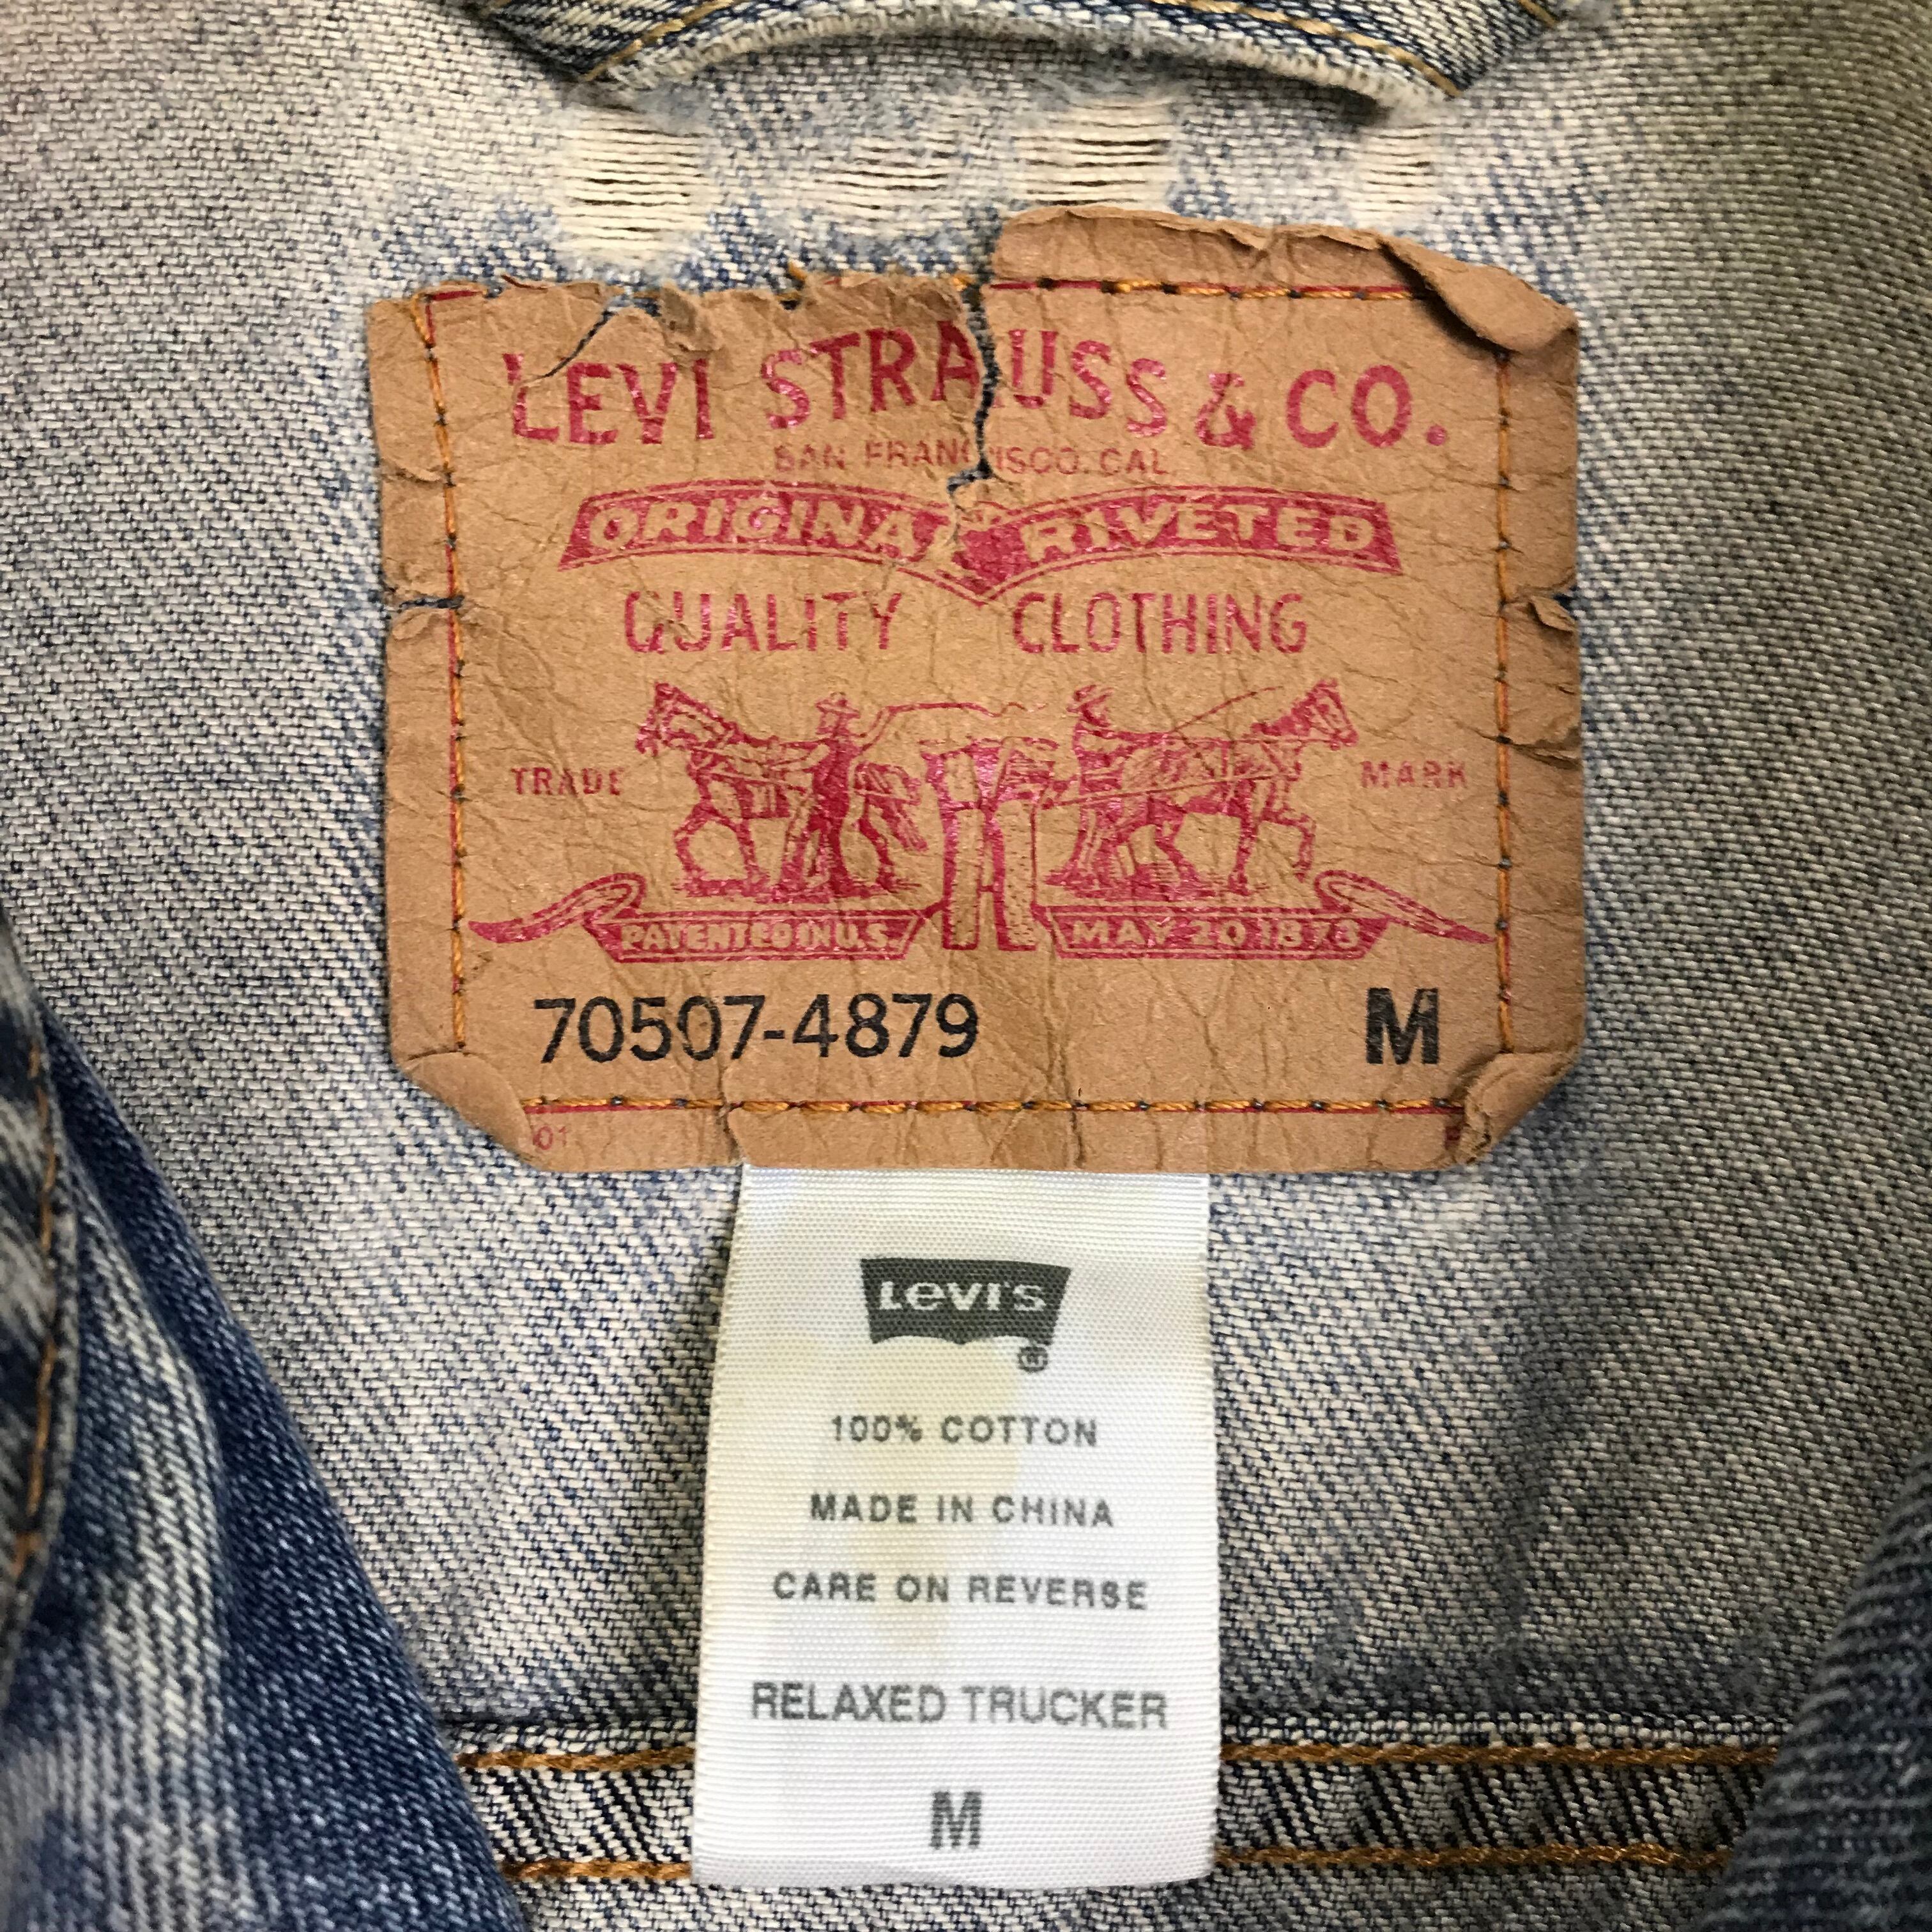 LEVI STRAUSS & CO.
SAN FRANCISCO, CAL.
ORIGINAL RIVETED
QUALITY CLOTHING
TRADE MARK
PATENTED IN U.S. MAY 20 1873
70507-4879 M
LEVI'S
®
100% COTTON
MADE IN CHINA
CARE ON REVERSE
RELAXED TRUCKER
M